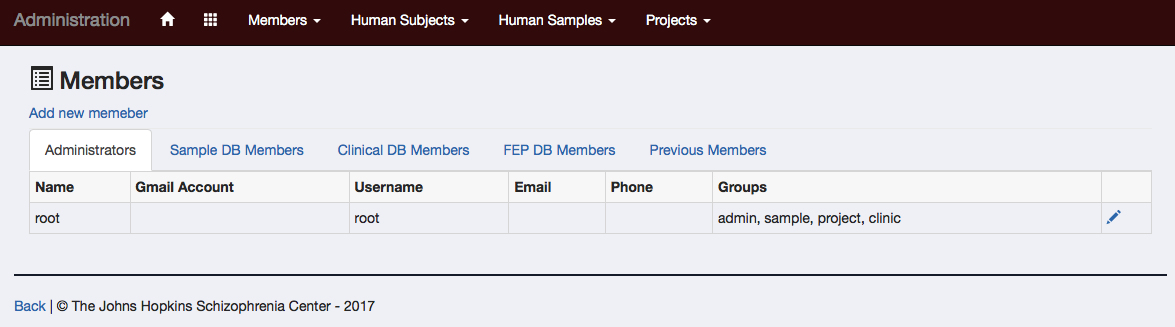 Administration Members Human Subjects Human Samples Projects
Members
Add new memeber
Administrators Sample DB Members Clinical DB Members FEP DB Members Previous Members
Name Gmail Account Username Email Phone Groups
root root admin, sample, project, clinic
Back | © The Johns Hopkins Schizophrenia Center - 2017